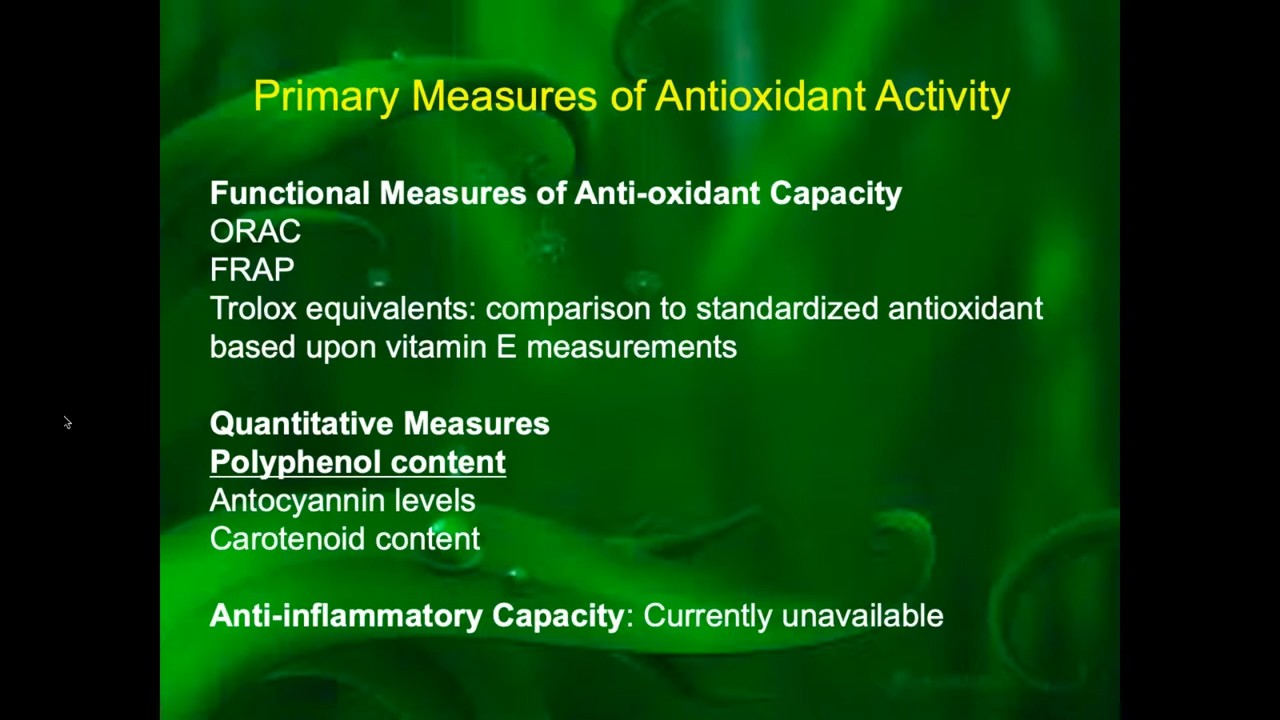 Primary Measures of Antioxidant Activity
Functional Measures of Anti-oxidant Capacity
ORAC
FRAP
Trolox equivalents: comparison to standardized antioxidant
based upon vitamin E measurements
Quantitative Measures
Polyphenol content
Antocyannin levels
Carotenoid content
Anti-inflammatory Capacity: Currently unavailable